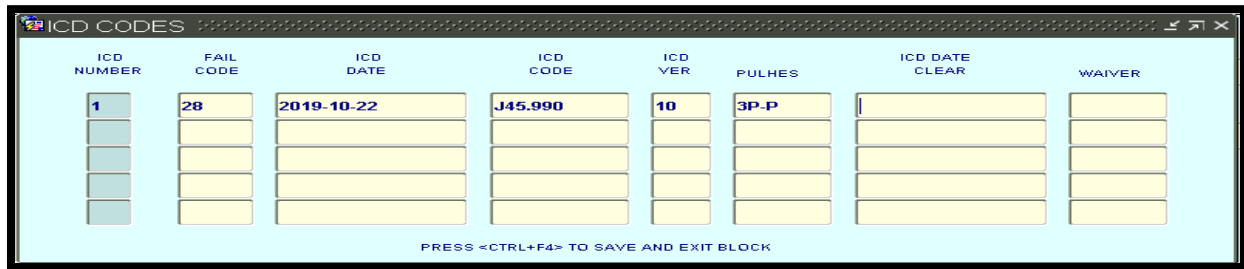 ICD CODES
ICD NUMBER FAIL CODE ICD DATE ICD CODE ICD VER PULHES ICD DATE CLEAR WAIVER
1 28 2019-10-22 J45.990 10 3P-P
PRESS <CTRL+F4> TO SAVE AND EXIT BLOCK